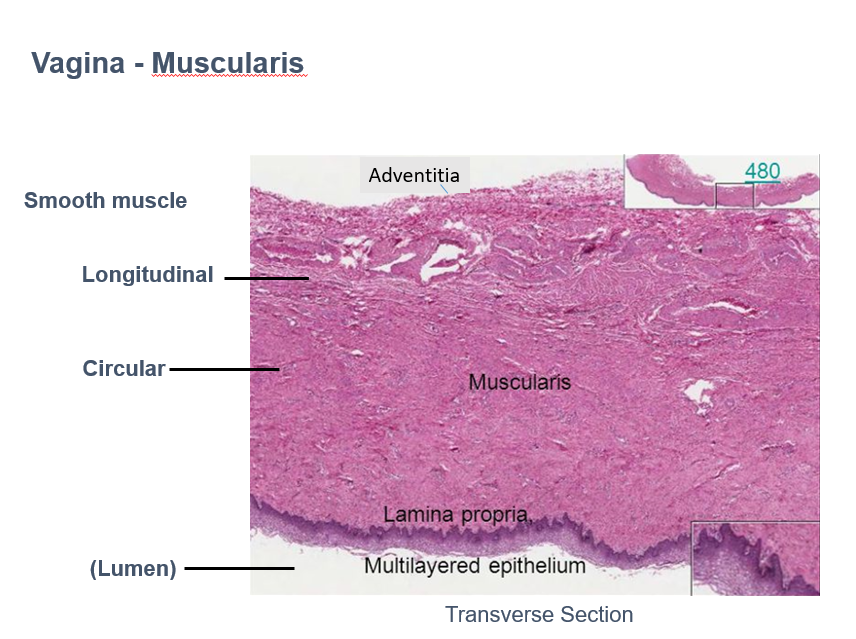 Vagina - Muscularis
Adventitia
480
Smooth muscle
Longitudinal
Circular
Muscularis
Lamina propria,
(Lumen)
Multilayered epithelium
Transverse Section